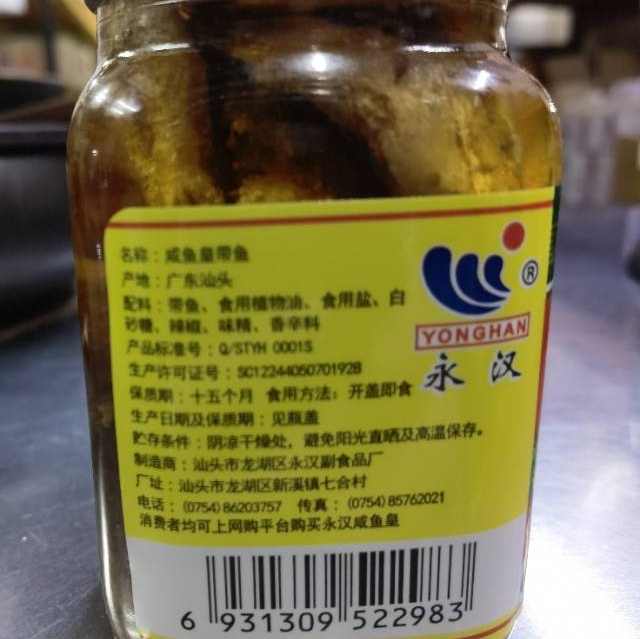 名称：咸鱼皇带鱼
产地：广东汕头
配料：带鱼、食用植物油、食用盐、白
砂糖、辣椒、味精、香辛料
产品标准号：Q/STYH 0001S
生产许可证号：SC12244050701928
保质期：十五个月 食用方法：开盖即食
生产日期及保质期：见瓶盖
贮存条件：阴凉干燥处，避免阳光直晒及高温保存。
制造商：汕头市龙湖区永汉副食品厂
厂址：汕头市龙湖区新溪镇七合村
电话：(0754)86203757 传真：(0754)85762021
消费者均可上网购平台购买永汉咸鱼皇
®
YONGHAN
永汉
6 931309 522983